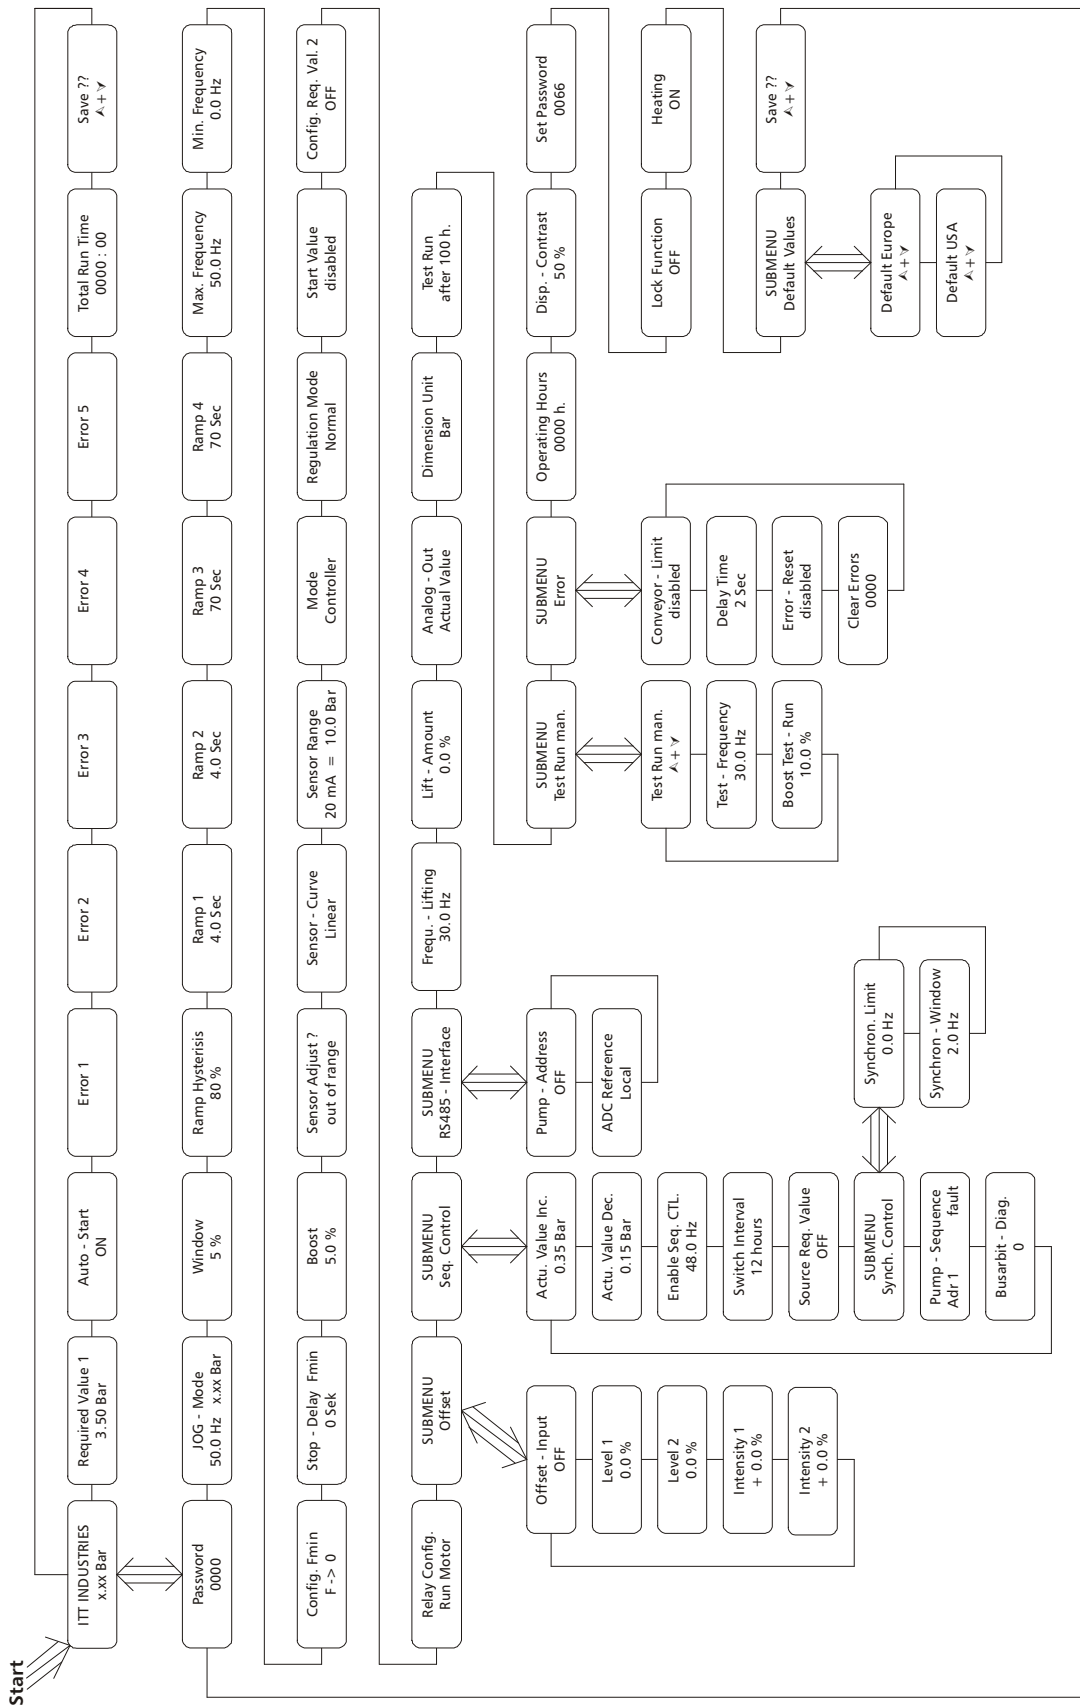 Start
ITT INDUSTRIES
x.xx Bar
Required Value 1
3.50 Bar
Auto - Start
ON
Error 1
Error 2
Error 3
Error 4
Error 5
Total Run Time
0000 : 00
Save ??
⮝ + ⮟
Password
0000
JOG - Mode
50.0 Hz x.xx Bar
Window
5 %
Ramp Hysterisis
80 %
Ramp 1
4.0 Sec
Ramp 2
4.0 Sec
Ramp 3
70 Sec
Ramp 4
70 Sec
Max. Frequency
50.0 Hz
Min. Frequency
0.0 Hz
Config. Fmin
F -> 0
Stop - Delay Fmin
0 Sek
Boost
5.0 %
Sensor Adjust ?
out of range
Sensor - Curve
Linear
Sensor Range
20 mA = 10.0 Bar
Mode
Controller
Regulation Mode
Normal
Start Value
disabled
Config. Req. Val. 2
OFF
Relay Config.
Run Motor
SUBMENU
Offset
SUBMENU
Seq. Control
SUBMENU
RS485 - Interface
Frequ. - Lifting
30.0 Hz
Lift - Amount
0.0 %
Analog - Out
Actual Value
Dimension Unit
Bar
Test Run
after 100 h.
Offset - Input
OFF
Level 1
0.0 %
Level 2
0.0 %
Intensity 1
+ 0.0 %
Intensity 2
+ 0.0 %
Actu. Value Inc.
0.35 Bar
Actu. Value Dec.
0.15 Bar
Enable Seq. CTL.
48.0 Hz
Switch Interval
12 hours
Source Req. Value
OFF
SUBMENU
Synch. Control
Pump - Sequence
Adr 1 fault
Busarbit - Diag.
0
Synchron. Limit
0.0 Hz
Synchron - Window
2.0 Hz
Pump - Address
OFF
ADC Reference
Local
SUBMENU
Test Run man.
SUBMENU
Error
Operating Hours
0000 h.
Disp. - Contrast
50 %
Set Password
0066
Test Run man.
⮝ + ⮟
Test - Frequency
30.0 Hz
Boost Test - Run
10.0 %
Conveyor - Limit
disabled
Delay Time
2 Sec
Error - Reset
disabled
Clear Errors
0000
Lock Function
OFF
Heating
ON
SUBMENU
Default Values
Save ??
⮝ + ⮟
Default Europe
⮝ + ⮟
Default USA
⮝ + ⮟